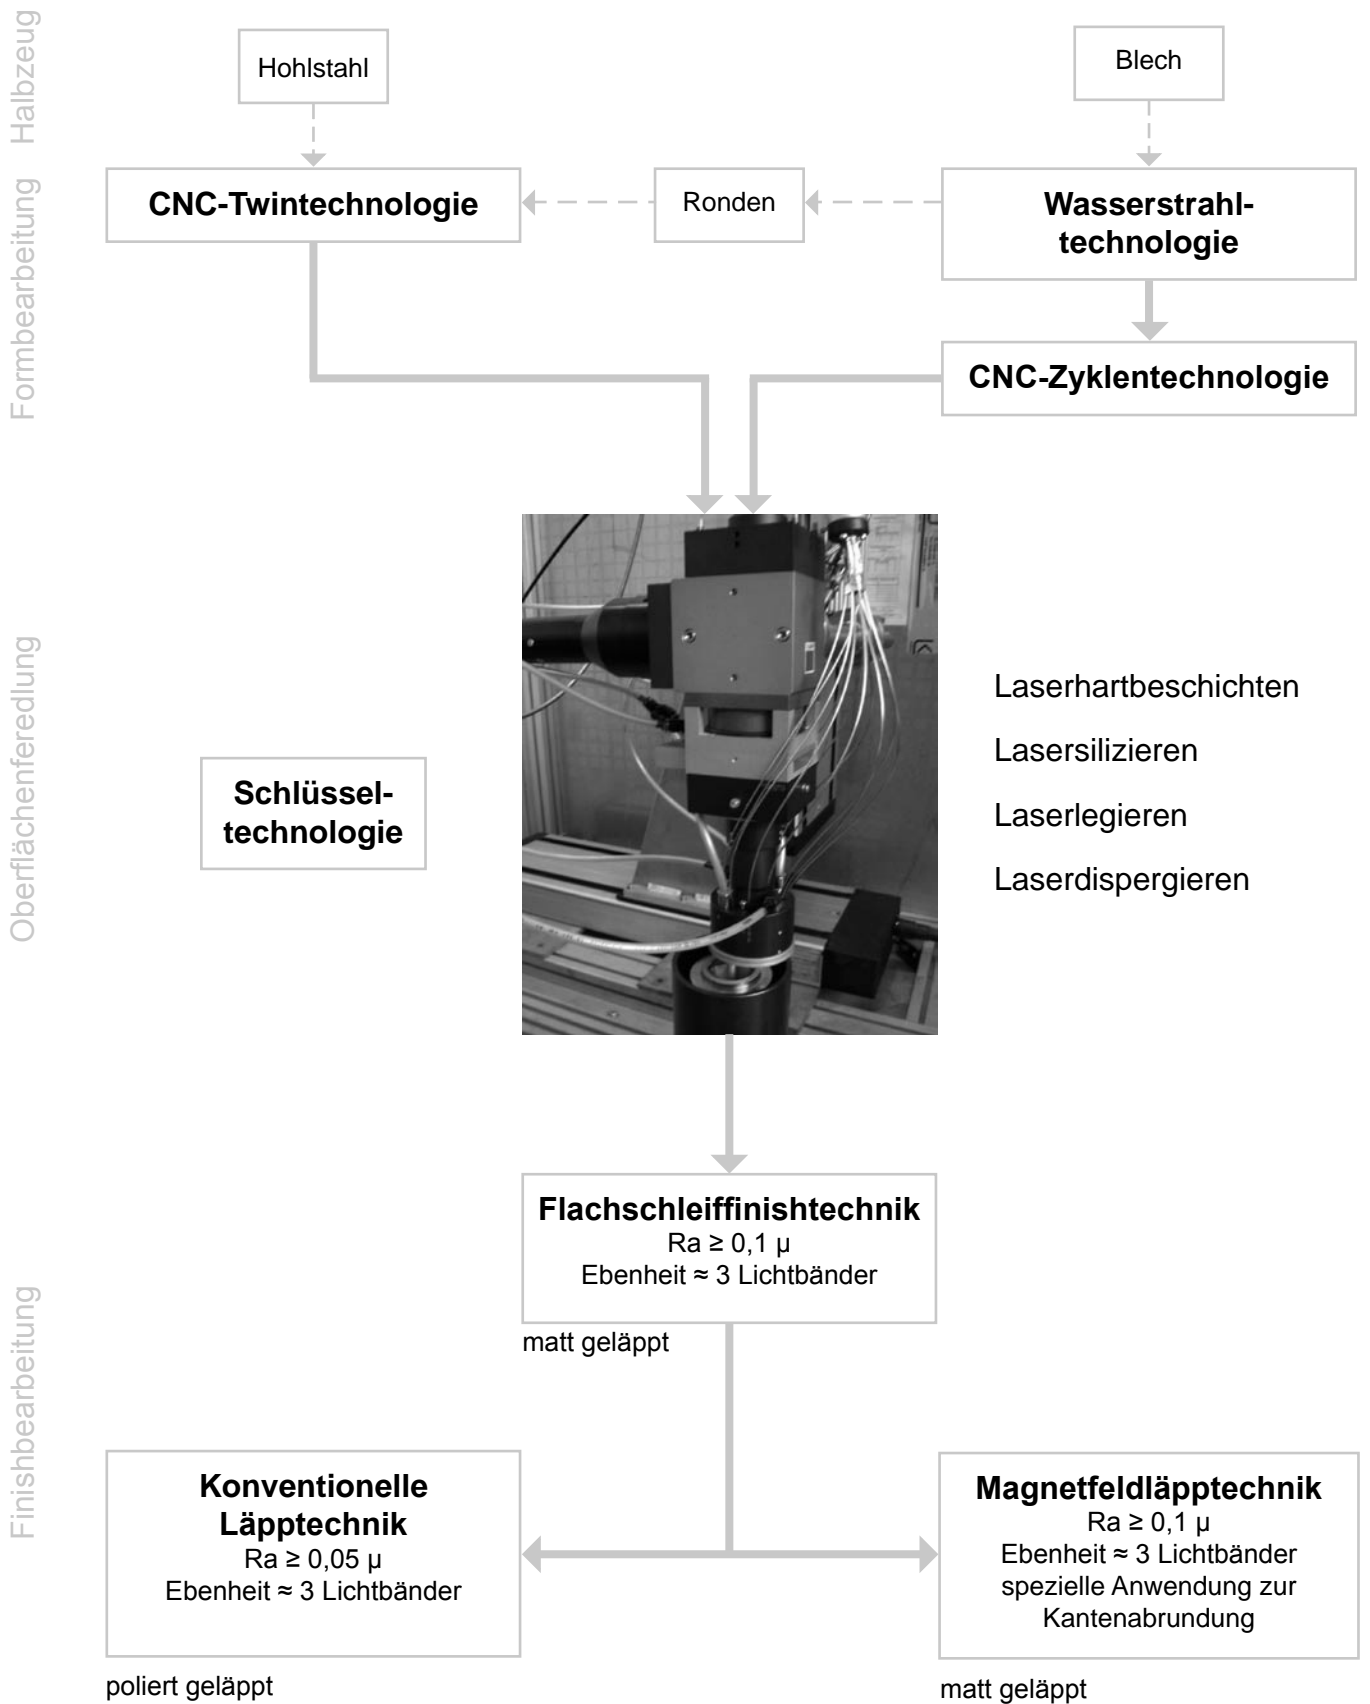 Halbzeug
Hohlstahl
Blech
Formbearbeitung
CNC-Twintechnologie
Ronden
Wasserstrahl-
technologie
CNC-Zyklentechnologie
Oberflächenferedlung
Schlüssel-
technologie
Laserhartbeschichten
Lasersilizieren
Laserlegieren
Laserdispergieren
Finishbearbeitung
Flachschleiffinishtechnik
Ra ≥ 0,1 μ
Ebenheit ≈ 3 Lichtbänder
matt geläppt
Konventionelle
Läpptechnik
Ra ≥ 0,05 μ
Ebenheit ≈ 3 Lichtbänder
poliert geläppt
Magnetfeldläpptechnik
Ra ≥ 0,1 μ
Ebenheit ≈ 3 Lichtbänder
spezielle Anwendung zur
Kantenabrundung
matt geläppt